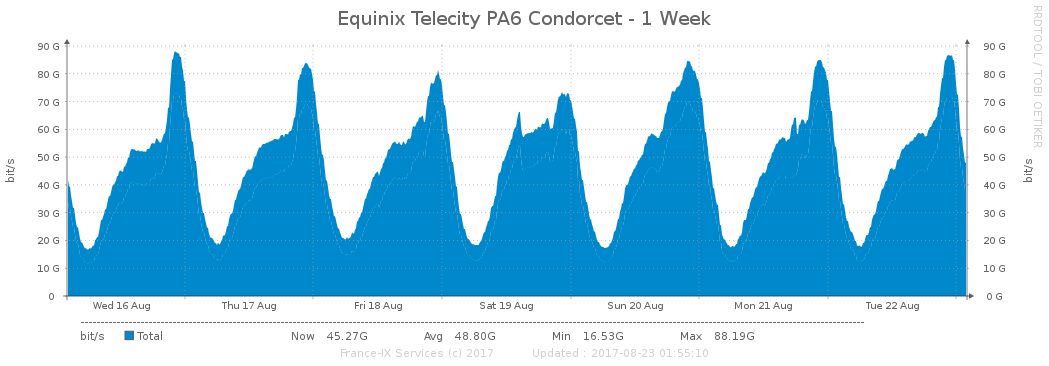 Equinix Telecity PA6 Condorcet - 1 Week
RRDTOOL / TOBI OETIKER
90 G 90 G
80 G 80 G
70 G 70 G
60 G 60 G
50 G 50 G
40 G 40 G
30 G 30 G
20 G 20 G
10 G 10 G
0 0 G
bit/s
bit/s
Wed 16 Aug Thu 17 Aug Fri 18 Aug Sat 19 Aug Sun 20 Aug Mon 21 Aug Tue 22 Aug
bit/s Total Now 45.27G Avg 48.80G Min 16.53G Max 88.19G
France-IX Services (c) 2017 Updated : 2017-08-23 01:55:10